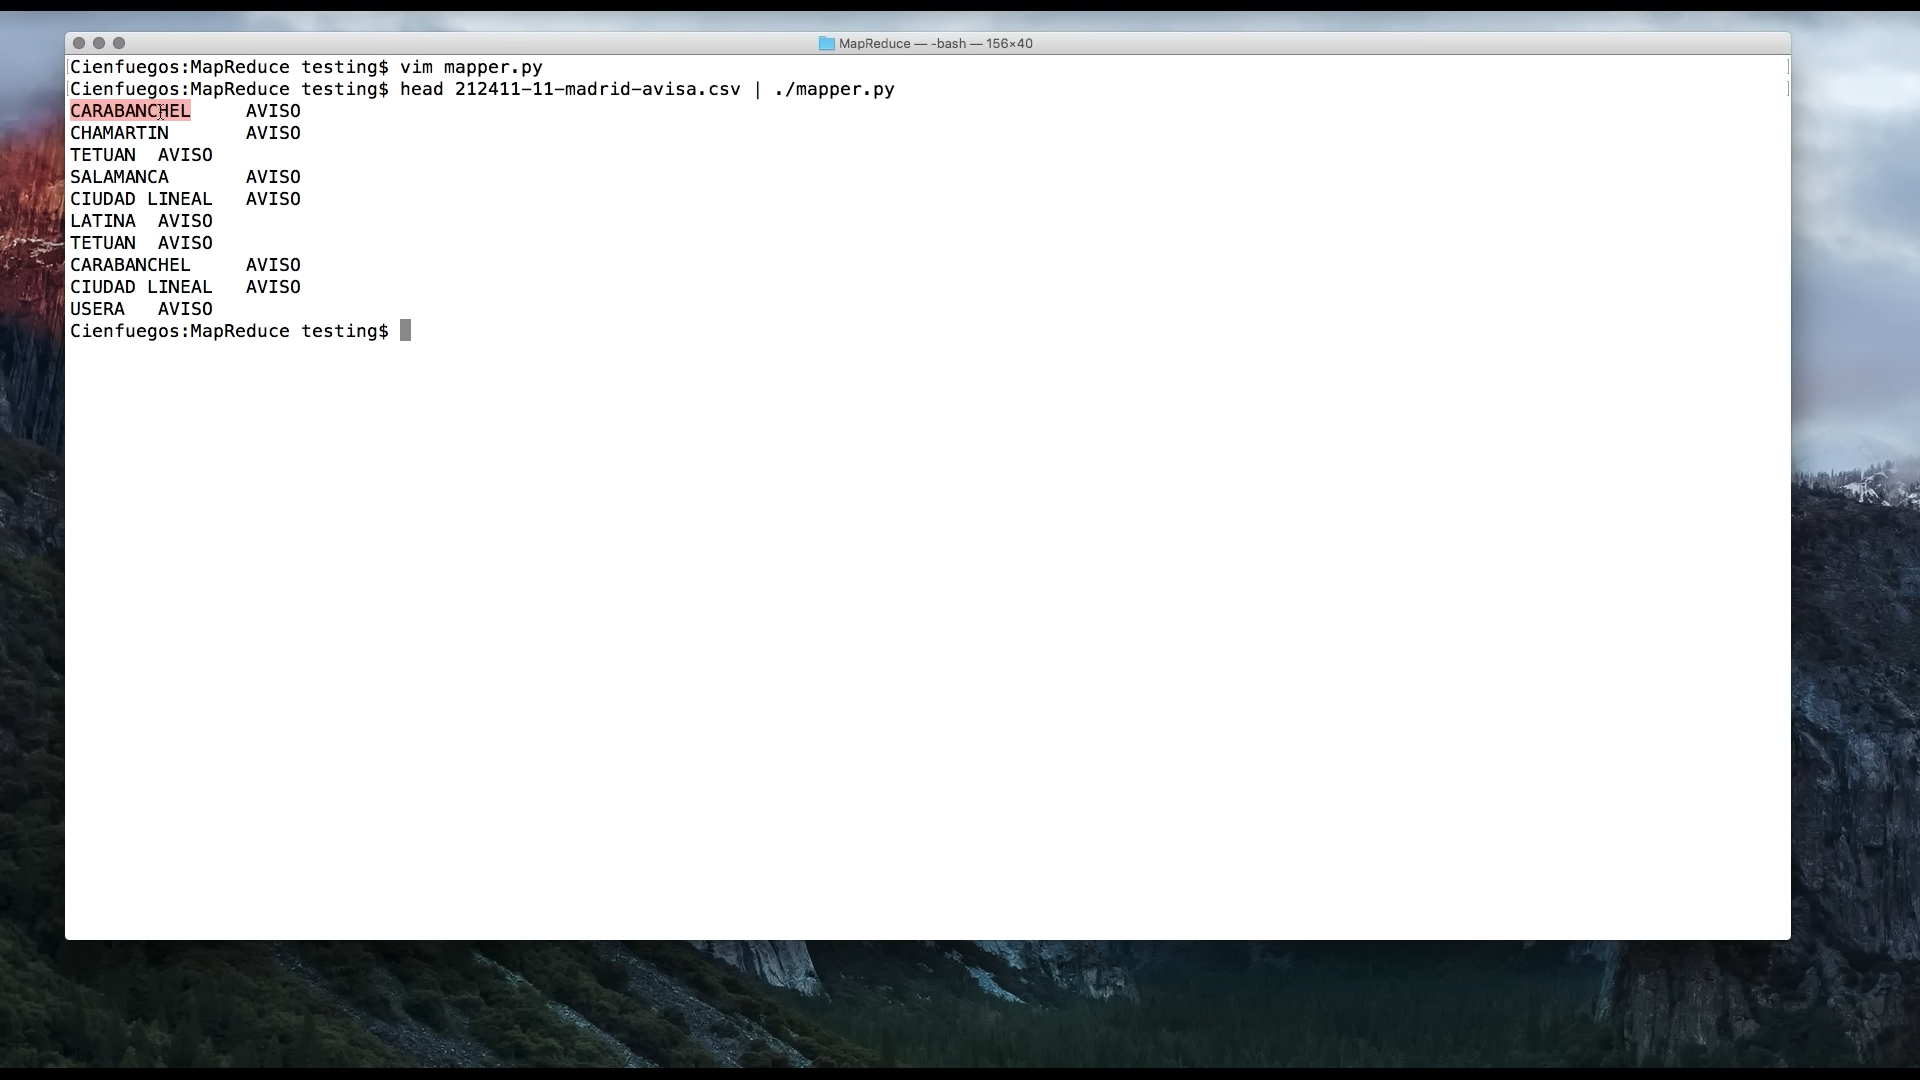 MapReduce — -bash — 156×40
Cienfuegos:MapReduce testing$ vim mapper.py
Cienfuegos:MapReduce testing$ head 212411-11-madrid-avisa.csv | ./mapper.py
CARABANCHEL	AVISO
CHAMARTIN	AVISO
TETUAN	AVISO
SALAMANCA	AVISO
CIUDAD LINEAL	AVISO
LATINA	AVISO
TETUAN	AVISO
CARABANCHEL	AVISO
CIUDAD LINEAL	AVISO
USERA	AVISO
Cienfuegos:MapReduce testing$